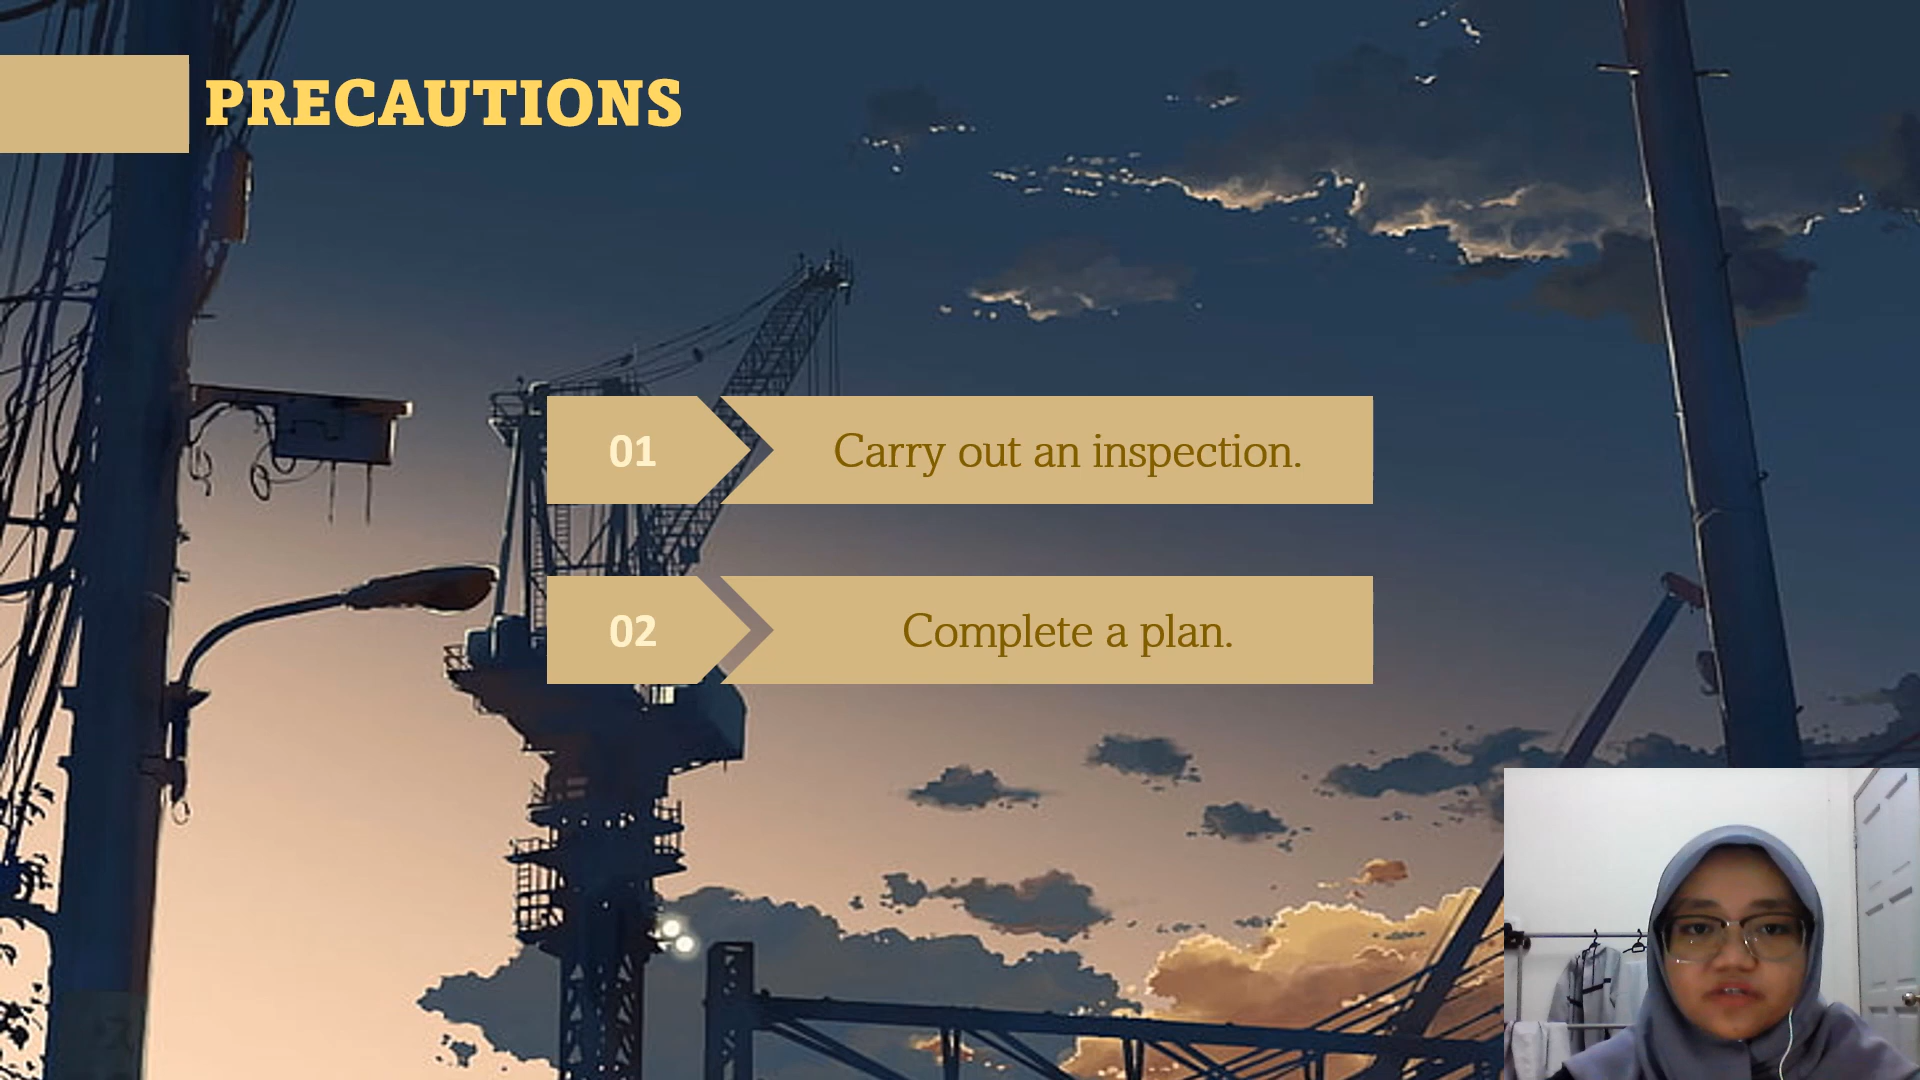 PRECAUTIONS
01
Carry out an inspection.
02
Complete a plan.